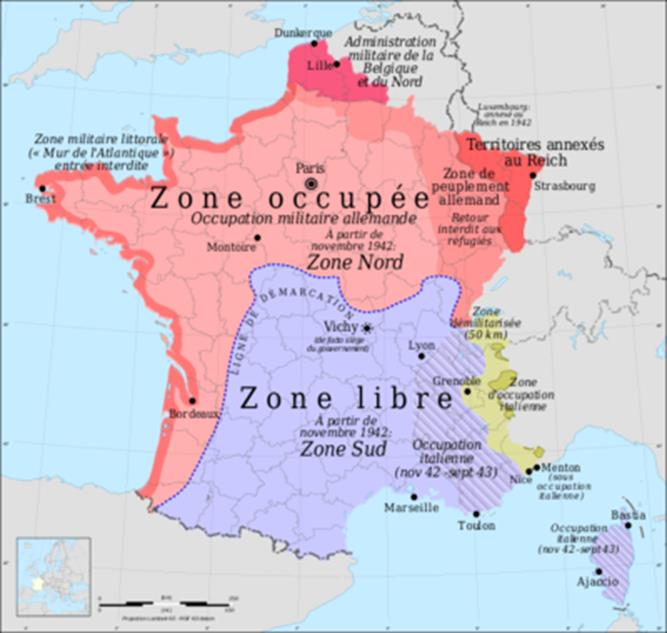 Dunkerque
Lille
Administration
militaire de la
Belgique
et du Nord
Luxembourg:
annexé au
Reich en 1942
Zone militaire littorale
(« Mur de l'Atlantique »)
entrée interdite
Territoires annexés
au Reich
Brest
Paris
Zone de
peuplement
allemand
Strasbourg
Zone occupée
Occupation militaire allemande
Retour
interdit aux
réfugiés
Montoire
À partir de
novembre 1942:
Zone Nord
LIGNE DE DÉMARCATION
Vichy
(de facto siège
du gouvernement)
Zone
démilitarisée
(50 km)
Lyon
Grenoble
Zone
d'occupation
italienne
Bordeaux
Zone libre
À partir de
novembre 1942:
Zone Sud
Occupation
italienne
(nov 42-sept 43)
Nice
Menton
(sous
occupation
italienne)
Marseille
Toulon
Bastia
Occupation
italienne
(nov 42-sept43)
Ajaccio